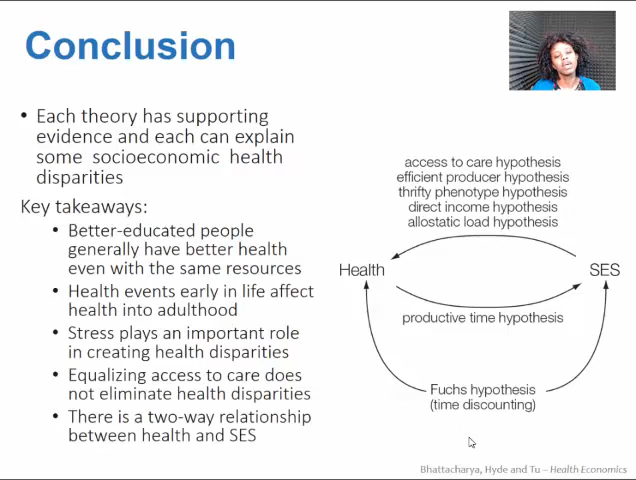 Conclusion
• Each theory has supporting
evidence and each can explain
some socioeconomic health
disparities
Key takeaways:
• Better-educated people
generally have better health
even with the same resources
• Health events early in life affect
health into adulthood
• Stress plays an important role
in creating health disparities
• Equalizing access to care does
not eliminate health disparities
• There is a two-way relationship
between health and SES
access to care hypothesis
efficient producer hypothesis
thrifty phenotype hypothesis
direct income hypothesis
allostatic load hypothesis
Health
SES
productive time hypothesis
Fuchs hypothesis
(time discounting)
Bhattacharya, Hyde and Tu – Health Economics